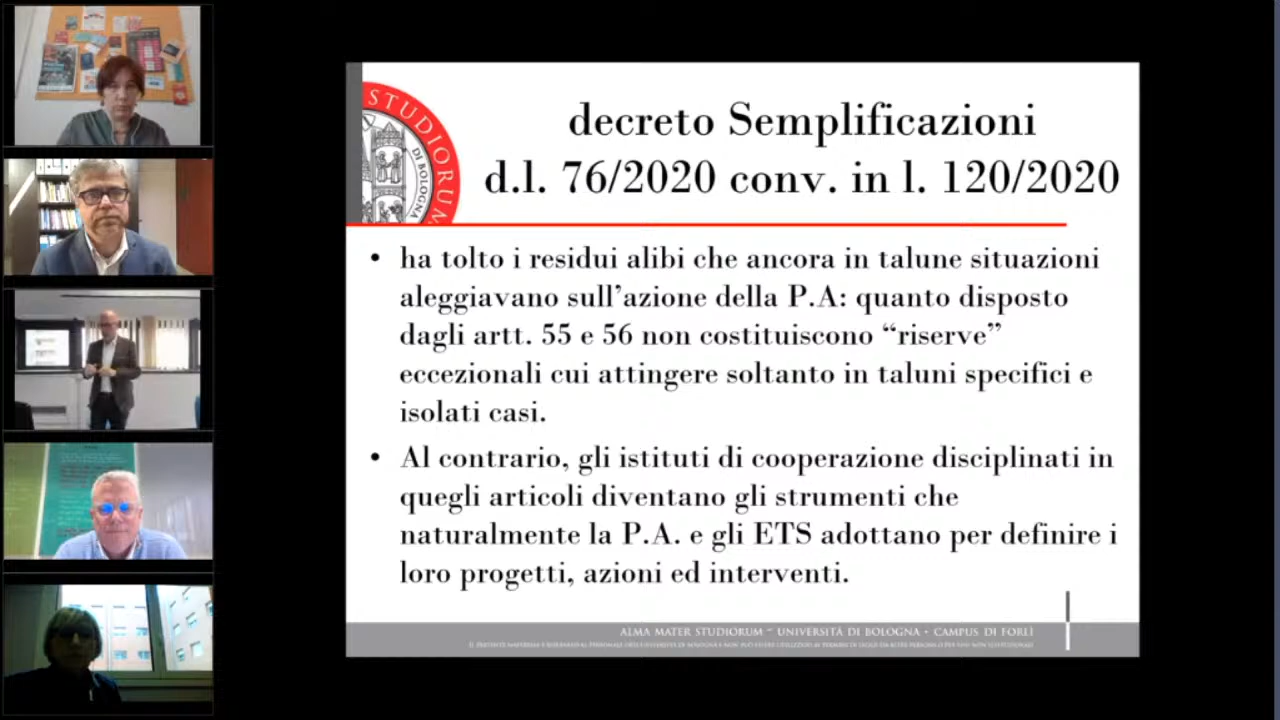 STUDIORUM
DI BOLOGNA
decreto Semplificazioni
d.l. 76/2020 conv. in l. 120/2020
• ha tolto i residui alibi che ancora in talune situazioni
aleggiavano sull’azione della P.A: quanto disposto
dagli artt. 55 e 56 non costituiscono “riserve”
eccezionali cui attingere soltanto in taluni specifici e
isolati casi.
• Al contrario, gli istituti di cooperazione disciplinati in
quegli articoli diventano gli strumenti che
naturalmente la P.A. e gli ETS adottano per definire i
loro progetti, azioni ed interventi.
ALMA MATER STUDIORUM ~ UNIVERSITÀ DI BOLOGNA • CAMPUS DI FORLÌ